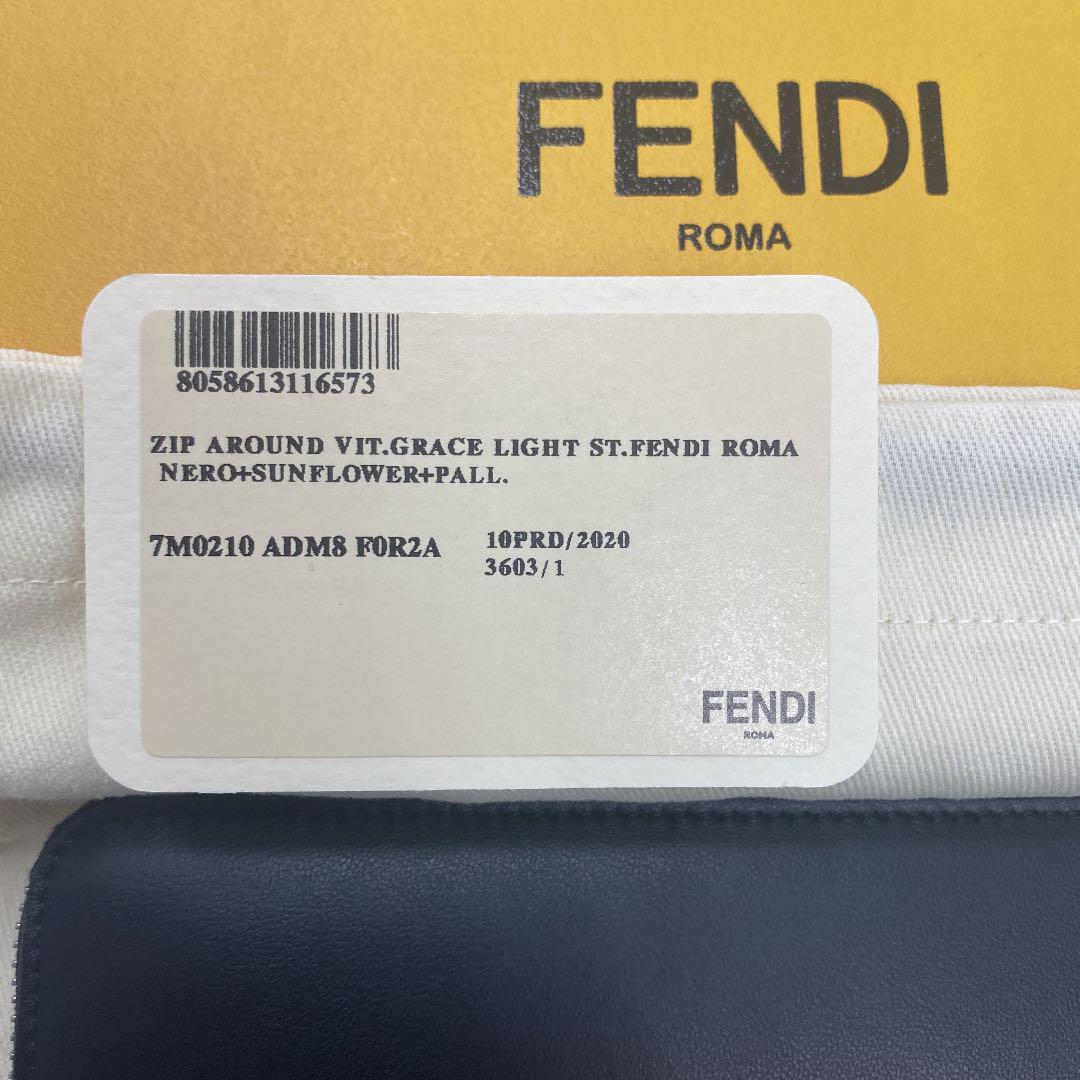 FENDI
ROMA
8058613116573
ZIP AROUND VIT.GRACE LIGHT ST.FENDI ROMA
NERO+SUNFLOWER+PALL.
7M0210 ADM8 F0R2A
10PRD/2020
3603/1
FENDI
ROMA